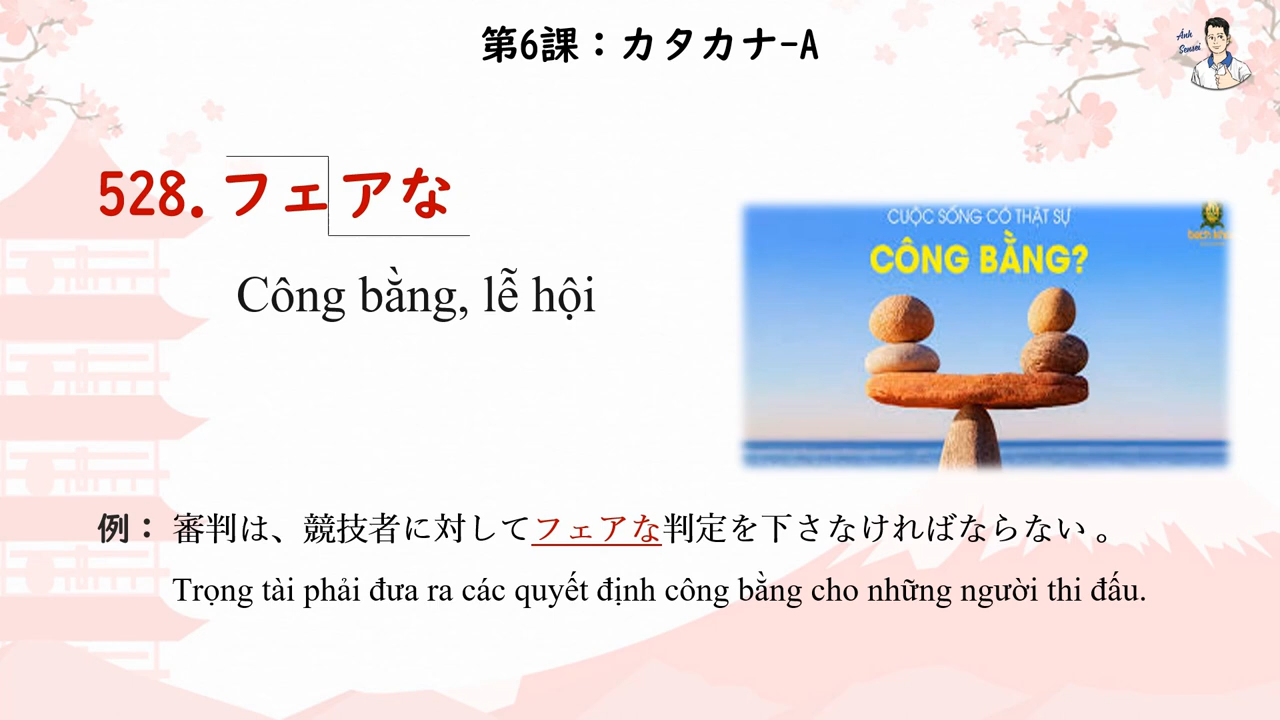 第6課：カタカナ-A
Anh
Sensei
528. フェアな
Công bằng, lễ hội
CUỘC SỐNG CÓ THẬT SỰ
CÔNG BẰNG?
例： 審判は、競技者に対してフェアな判定を下さなければならない。
Trọng tài phải đưa ra các quyết định công bằng cho những người thi đấu.